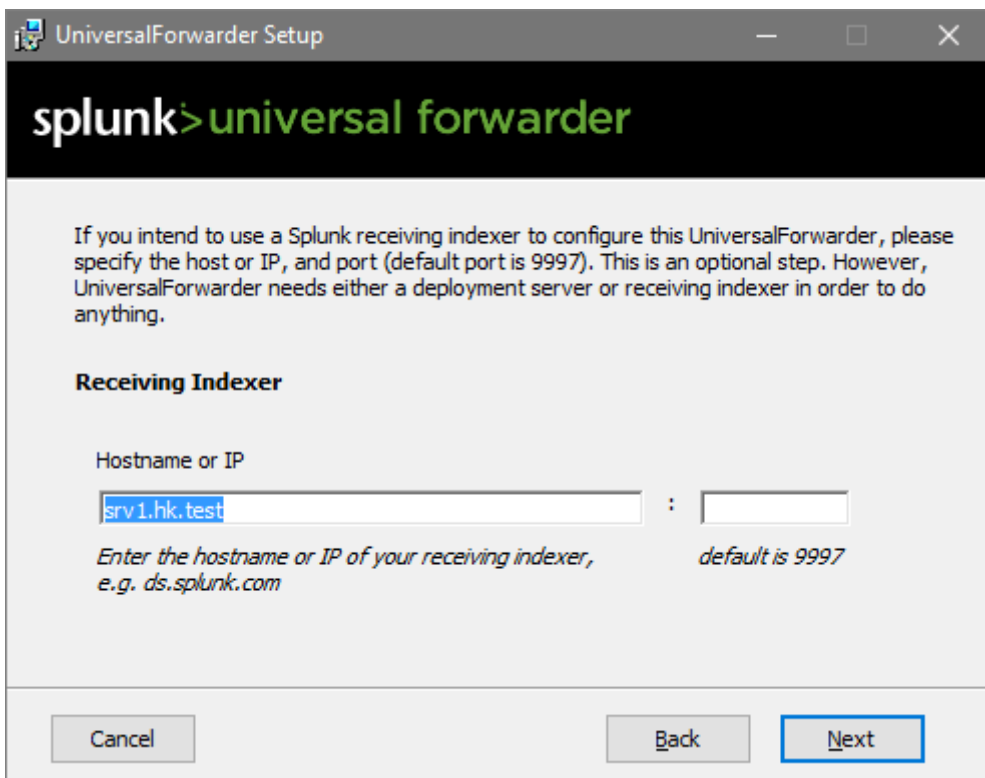 UniversalForwarder Setup
splunk>universal forwarder
If you intend to use a Splunk receiving indexer to configure this UniversalForwarder, please
specify the host or IP, and port (default port is 9997). This is an optional step. However,
UniversalForwarder needs either a deployment server or receiving indexer in order to do
anything.
Receiving Indexer
Hostname or IP
srv1.hk.test :
Enter the hostname or IP of your receiving indexer, default is 9997
e.g. ds.splunk.com
Cancel Back Next